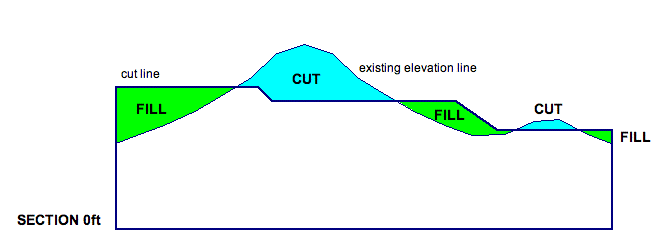 cut line
existing elevation line
CUT
FILL
CUT
FILL
FILL
SECTION 0ft